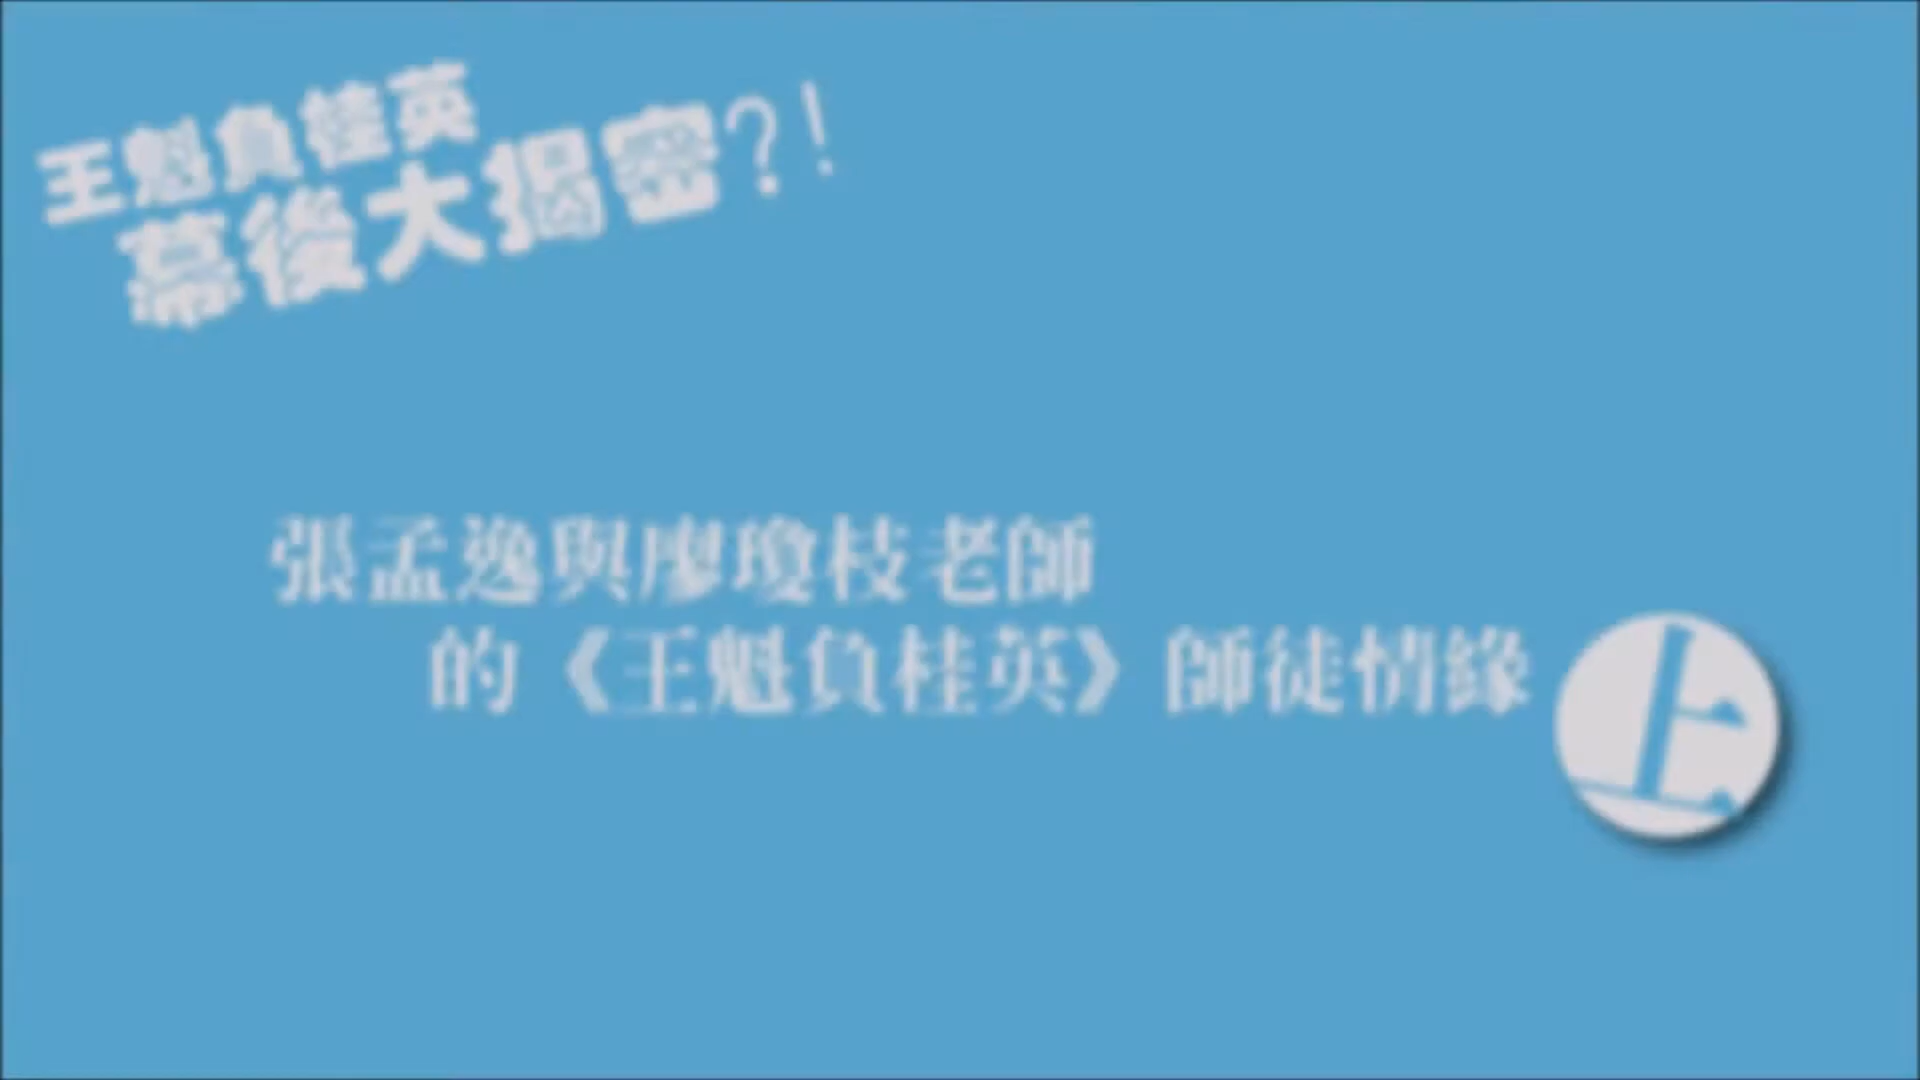 王魁負桂英
幕後大揭密?!
張孟逸與廖瓊枝老師
的《王魁負桂英》師徒情緣
上